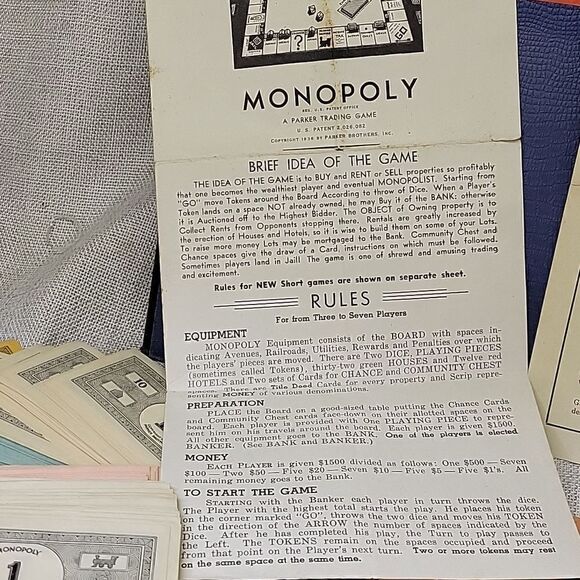 MONOPOLY
REG. U.S. PATENT OFFICE
A PARKER TRADING GAME
U. S. PATENT 2,026,082
COPYRIGHT 1936 BY PARKER BROTHERS, INC.
BRIEF IDEA OF THE GAME
THE IDEA OF THE GAME is to BUY and RENT or SELL properties so profitably
that one becomes the wealthiest player and eventual MONOPOLIST. Starting from
"GO" move Tokens around the Board According to throw of Dice. When a Player's
Token lands on a space NOT already owned, he may Buy it of the BANK: otherwise
it is Auctioned off to the Highest Bidder. The OBJECT of Owning property is to
Collect Rents from Opponents stopping there. Rentals are greatly increased by
the erection of Houses and Hotels, so it is wise to build them on some of your Lots.
To raise more money Lots may be mortgaged to the Bank. Community Chest and
Chance spaces give the draw of a Card, instructions on which must be followed.
Sometimes players land in Jail! The game is one of shrewd and amusing trading
and excitement.
Rules for NEW Short games are shown on separate sheet.
RULES
For from Three to Seven Players
EQUIPMENT
MONOPOLY Equipment consists of the BOARD with spaces in-
dicating Avenues, Railroads, Utilities, Rewards and Penalties over which
the players' pieces are moved. There are Two DICE, PLAYING PIECES
(sometimes called Tokens), thirty-two green HOUSES and Twelve red
HOTELS and Two sets of Cards for CHANCE and COMMUNITY CHEST
spaces. There are Title Deed Cards for every property and Scrip repre-
senting MONEY of various denominations.
PREPARATION
PLACE the Board on a good-sized table putting the Chance Cards
and Community Chest cards face-down on their allotted spaces on the
board. Each player is provided with One PLAYING PIECE to repre-
sent him on his travels around the board. Each player is given $1500.
All other equipment goes to the BANK. One of the players is elected
BANKER. (See BANK and BANKER.)
MONEY
EACH PLAYER is given $1500 divided as follows: One $500—Seven
$100—Two $50—Five $20—Seven $10—Five $5—Five $1's. All
remaining money goes to the Bank.
TO START THE GAME
STARTING with the Banker each player in turn throws the dice.
The Player with the highest total starts the play. He places his token
on the corner marked "GO", throws the two dice and moves his TOKEN
in the direction of the ARROW the number of spaces indicated by the
Dice. After he has completed his play, the Turn to play passes to
the Left. The TOKENS remain on the spaces occupied and proceed
from that point on the Player's next turn. Two or more tokens may rest
on the same space at the same time.
10
MONOPOLY
1